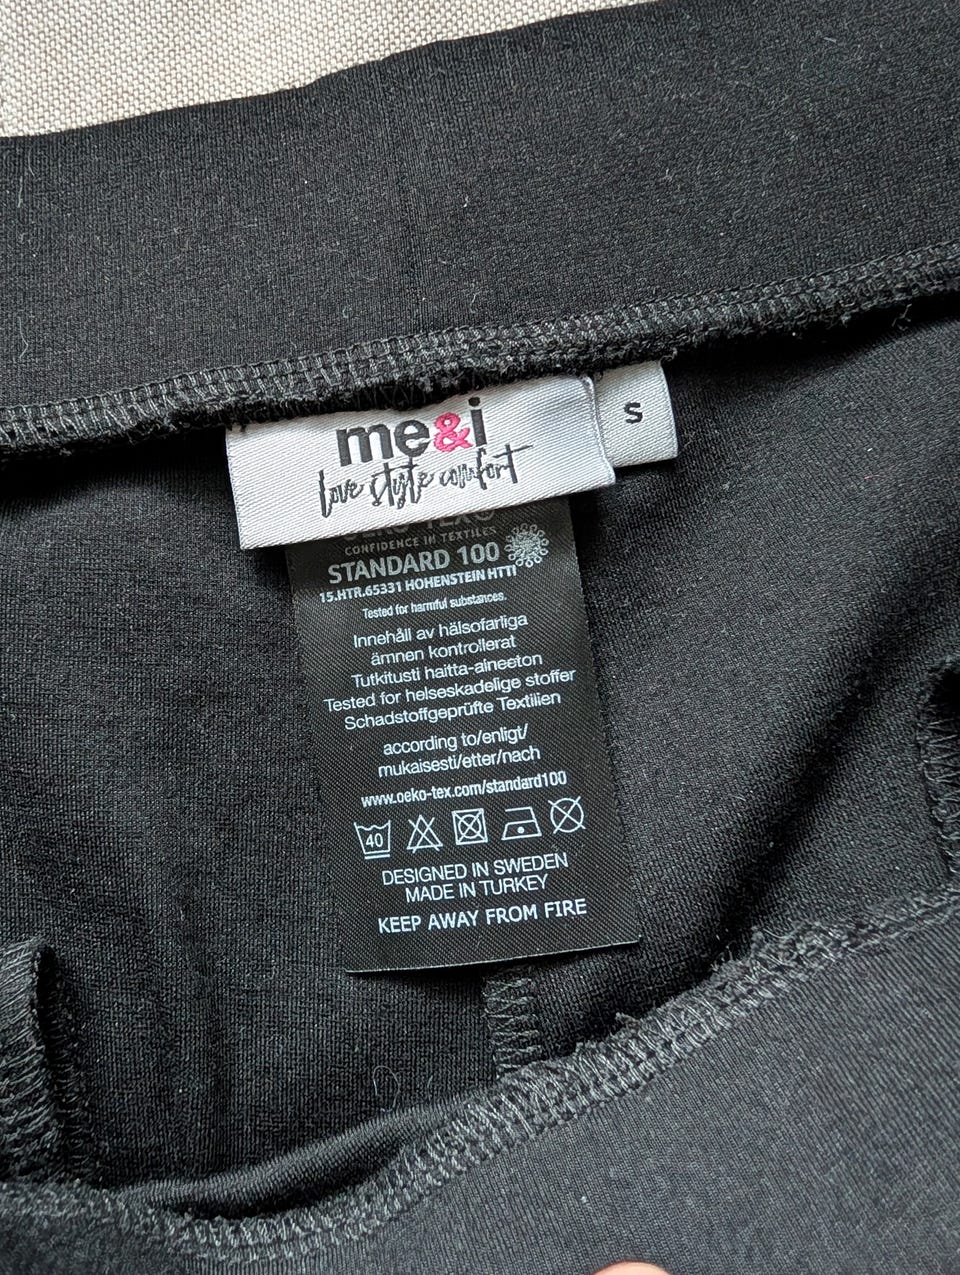 me&i
love style comfort
S
CONFIDENCE IN TEXTILES
STANDARD 100
15.HTR.65331 HOHENSTEIN HTTI
Tested for harmful substances.
Innehåll av hälsofarliga
ämnen kontrollerat
Tutkitusti haitta-aineeton
Tested for helseskadelige stoffer
Schadstoffgeprüfte Textilien
according to/enligt/
mukaisesti/etter/nach
www.oeko-tex.com/standard100
40
DESIGNED IN SWEDEN
MADE IN TURKEY
KEEP AWAY FROM FIRE